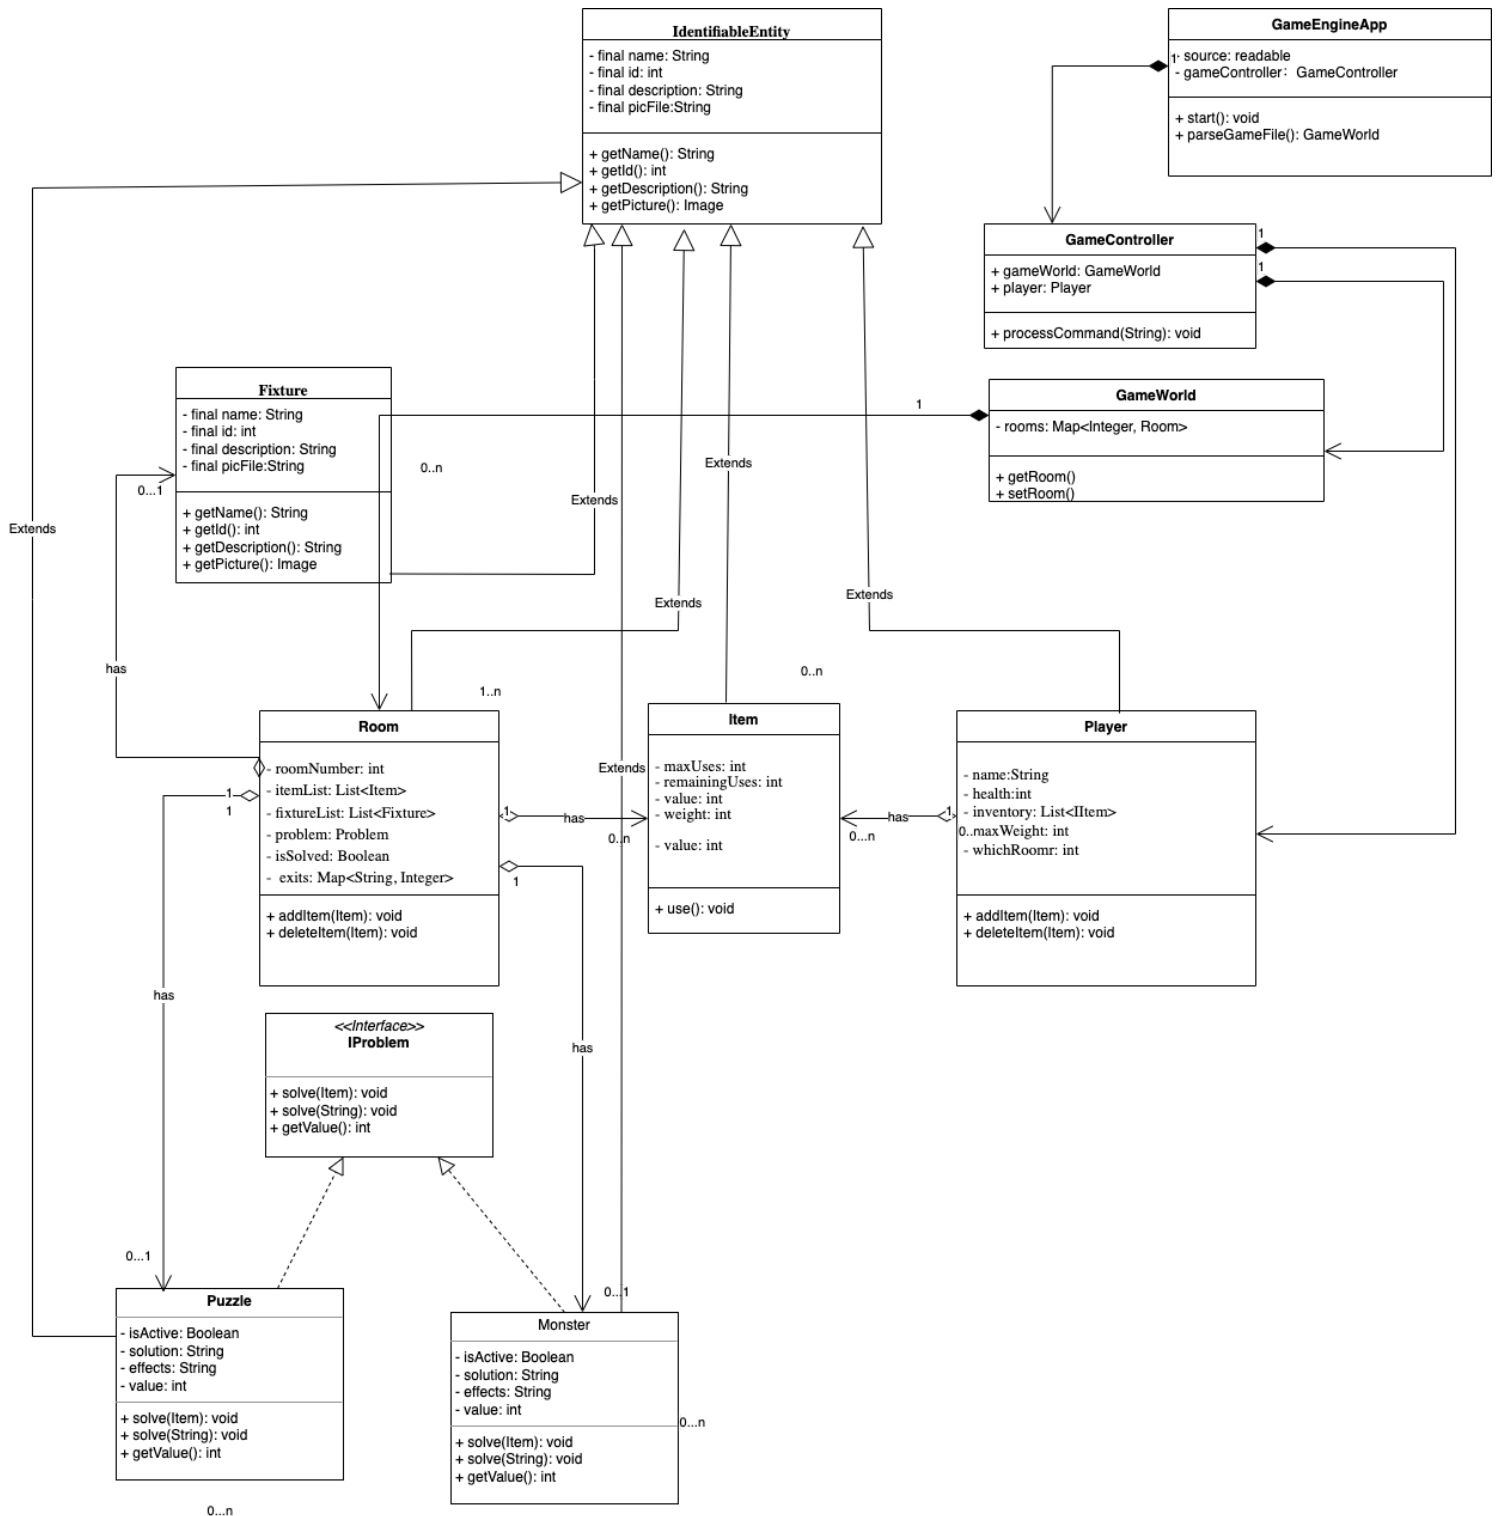 IdentifiableEntity
- final name: String
- final id: int
- final description: String
- final picFile:String
+ getName(): String
+ getId(): int
+ getDescription(): String
+ getPicture(): Image
GameEngineApp
1
- source: readable
- gameController: GameController
+ start(): void
+ parseGameFile(): GameWorld
GameController
+ gameWorld: GameWorld
+ player: Player
+ processCommand(String): void
1
1
GameWorld
- rooms: Map<Integer, Room>
+ getRoom()
+ setRoom()
1
Fixture
- final name: String
- final id: int
- final description: String
- final picFile:String
+ getName(): String
+ getId(): int
+ getDescription(): String
+ getPicture(): Image
0...1
0..n
Extends
Extends
Extends
Extends
Extends
has
0..n
1..n
Room
- roomNumber: int
- itemList: List<Item>
- fixtureList: List<Fixture>
- problem: Problem
- isSolved: Boolean
- exits: Map<String, Integer>
+ addItem(Item): void
+ deleteItem(Item): void
1
1
1
has
0..n
1
Extends
Item
- maxUses: int
- remainingUses: int
- value: int
- weight: int
- value: int
+ use(): void
has
0...n
1
Player
- name:String
- health:int
- inventory: List<IItem>
0..maxWeight: int
- whichRoomr: int
+ addItem(Item): void
+ deleteItem(Item): void
has
has
<<Interface>>
IProblem
+ solve(Item): void
+ solve(String): void
+ getValue(): int
0...1
0...1
Puzzle
- isActive: Boolean
- solution: String
- effects: String
- value: int
+ solve(Item): void
+ solve(String): void
+ getValue(): int
0...n
Monster
- isActive: Boolean
- solution: String
- effects: String
- value: int
+ solve(Item): void
+ solve(String): void
+ getValue(): int
0...n